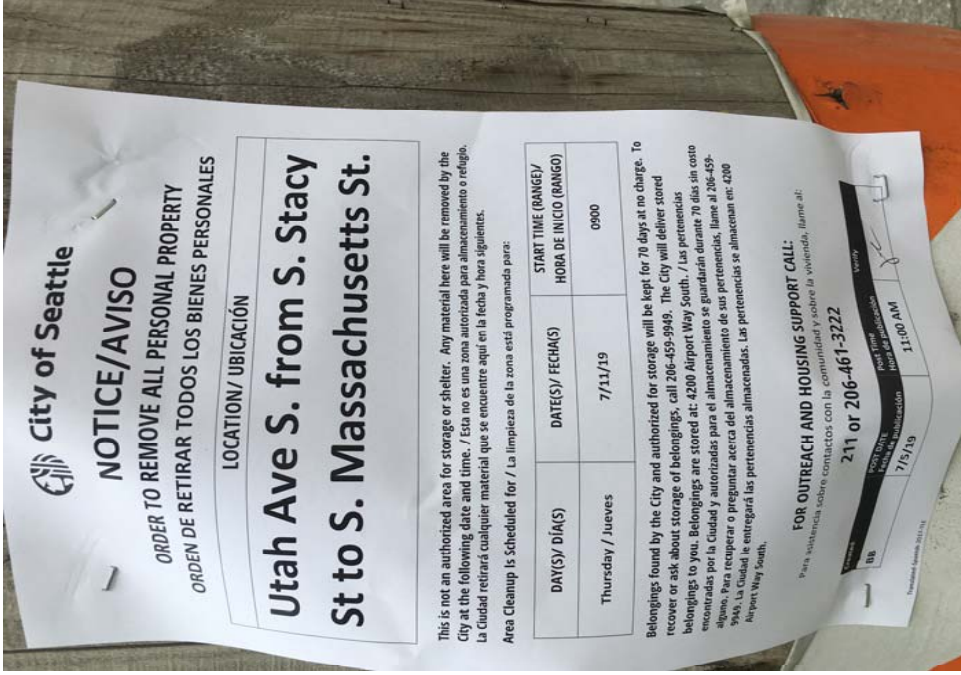 City of Seattle
NOTICE/AVISO
ORDER TO REMOVE ALL PERSONAL PROPERTY
ORDEN DE RETIRAR TODOS LOS BIENES PERSONALES
LOCATION/ UBICACIÓN
Utah Ave S. from S. Stacy
St to S. Massachusetts St.
This is not an authorized area for storage or shelter. Any material here will be removed by the
City at the following date and time. / Esta no es una zona autorizada para almacenamiento o refugio.
La Ciudad retirará cualquier material que se encuentre aquí en la fecha y hora siguientes.
Area Cleanup Is Scheduled for / La limpieza de la zona está programada para:
DAY(S)/ DÍA(S) DATE(S)/ FECHA(S) START TIME (RANGE)/
HORA DE INICIO (RANGO)
Thursday / Jueves 7/11/19 0900
Belongings found by the City and authorized for storage will be kept for 70 days at no charge. To
recover or ask about storage of belongings, call 206-459-9949. The City will deliver stored
belongings to you. Belongings are stored at: 4200 Airport Way South. / Las pertenencias
encontradas por la Ciudad y autorizadas para el almacenamiento se guardarán durante 70 días sin costo
alguno. Para recuperar o preguntar acerca del almacenamiento de sus pertenencias, llame al 206-459-
9949. La Ciudad le entregará las pertenencias almacenadas. Las pertenencias se almacenan en: 4200
Airport Way South.
FOR OUTREACH AND HOUSING SUPPORT CALL:
Para asistencia sobre contactos con la comunidad y sobre la vivienda, llame al:
211 or 206-461-3222
POST DATE Post Time Verify
Fecha de publicación Hora de publicación
BB 7/5/19 11:00 AM